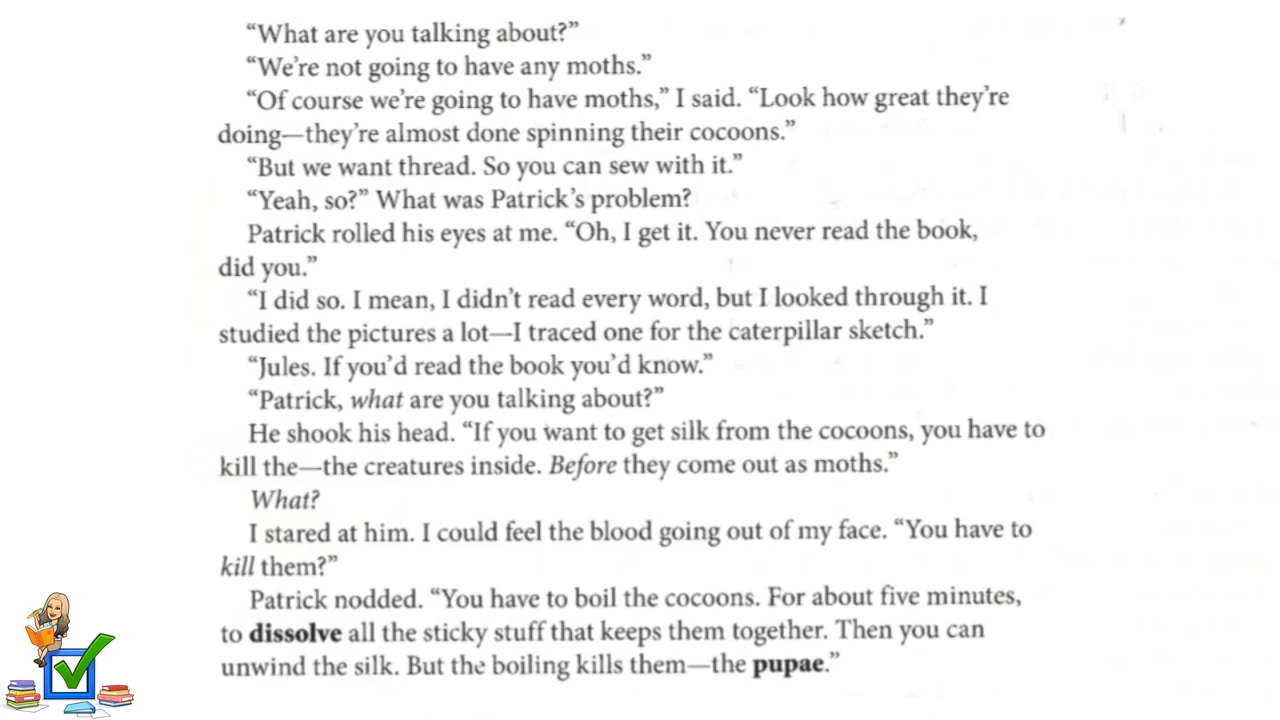 “What are you talking about?”
“We’re not going to have any moths.”
“Of course we’re going to have moths,” I said. “Look how great they’re
doing—they’re almost done spinning their cocoons.”
“But we want thread. So you can sew with it.”
“Yeah, so?” What was Patrick’s problem?
Patrick rolled his eyes at me. “Oh, I get it. You never read the book,
did you.”
“I did so. I mean, I didn’t read every word, but I looked through it. I
studied the pictures a lot—I traced one for the caterpillar sketch.”
“Jules. If you’d read the book you’d know.”
“Patrick, what are you talking about?”
He shook his head. “If you want to get silk from the cocoons, you have to
kill the—the creatures inside. Before they come out as moths.”
What?
I stared at him. I could feel the blood going out of my face. “You have to
kill them?”
Patrick nodded. “You have to boil the cocoons. For about five minutes,
to dissolve all the sticky stuff that keeps them together. Then you can
unwind the silk. But the boiling kills them—the pupae.”